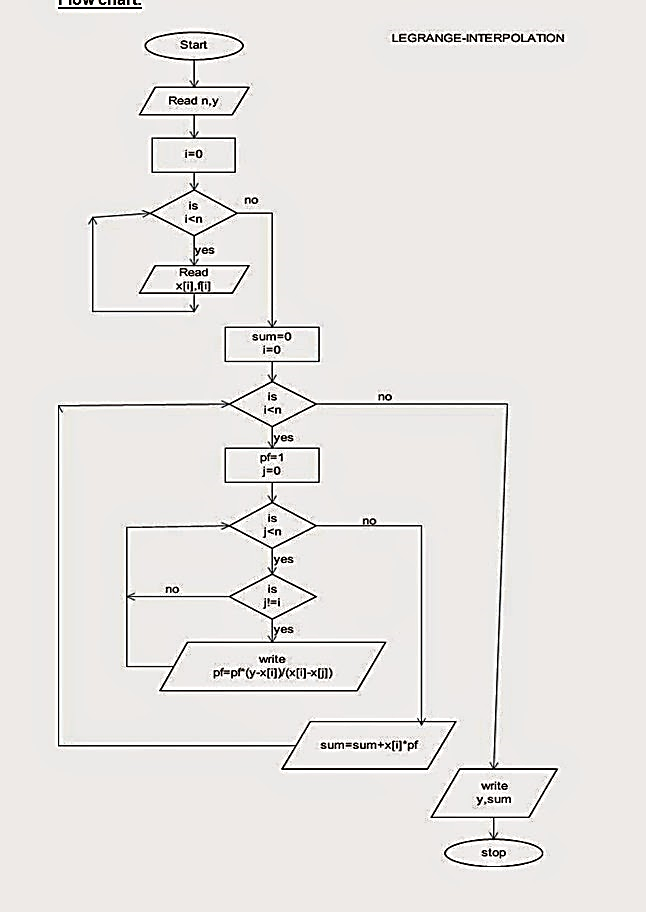 Flow chart:
LEGRANGE-INTERPOLATION
Start
Read n,y
i=0
is
i<n
no
yes
Read
x[i],f[i]
sum=0
i=0
is
i<n
no
yes
pf=1
j=0
is
j<n
no
yes
is
j!=i
no
yes
write
pf=pf*(y-x[i])/(x[i]-x[j])
sum=sum+x[i]*pf
write
y,sum
stop